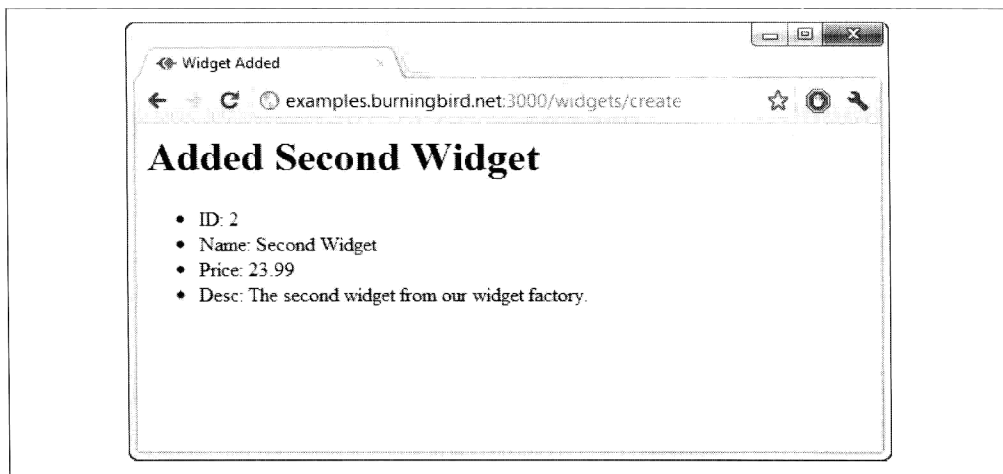 Widget Added
examples.burningbird.net:3000/widgets/create
Added Second Widget
• ID: 2
• Name: Second Widget
• Price: 23.99
• Desc: The second widget from our widget factory.